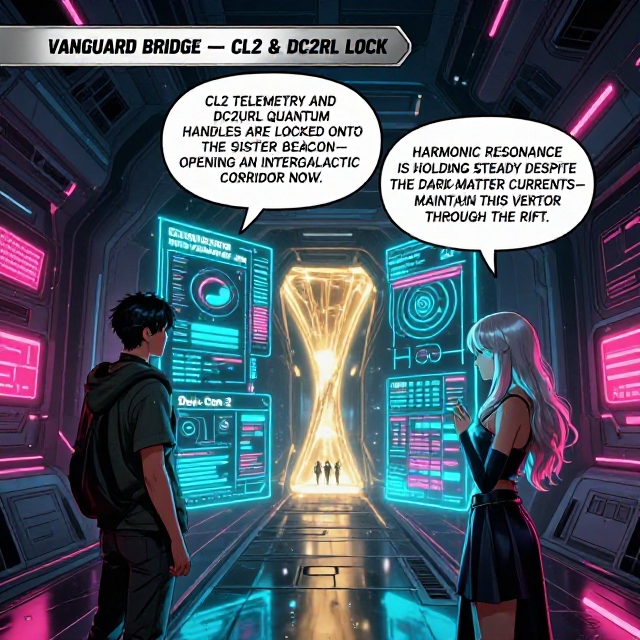 VANGUARD BRIDGE — CL2 & DC2RL LOCK
CL2 TELEMETRY AND
DC2URL QUANTUM
HANDLES ARE LOCKED ONTO
THE SISTER BEACON—
OPENING AN INTERGALACTIC
CORRIDOR NOW.
HARMONIC RESONANCE
IS HOLDING STEADY DESPITE
THE DARK-MATTER CURRENTS—
MAINTAIN THIS VERTOR
THROUGH THE RIFT.